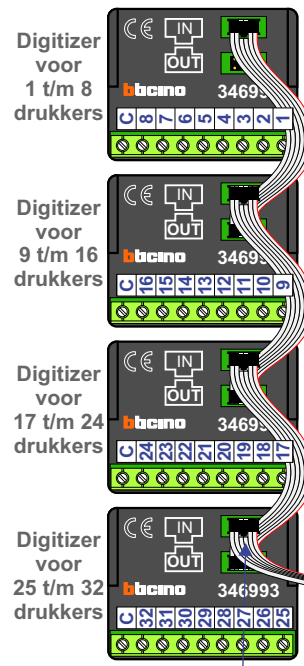 Digitizer
voor
1 t/m 8
drukkers
CE
IN
OUT
bticino
C 8 7 6 5 4 3 2 1
Digitizer
voor
9 t/m 16
drukkers
CE
IN
OUT
bticino
C 16 15 14 13 12 11 10 9
Digitizer
voor
17 t/m 24
drukkers
CE
IN
OUT
bticino
C 24 23 22 21 20 19 18 17
Digitizer
voor
25 t/m 32
drukkers
CE
IN
OUT
bticino
346993
C 32 31 30 29 28 27 26 25